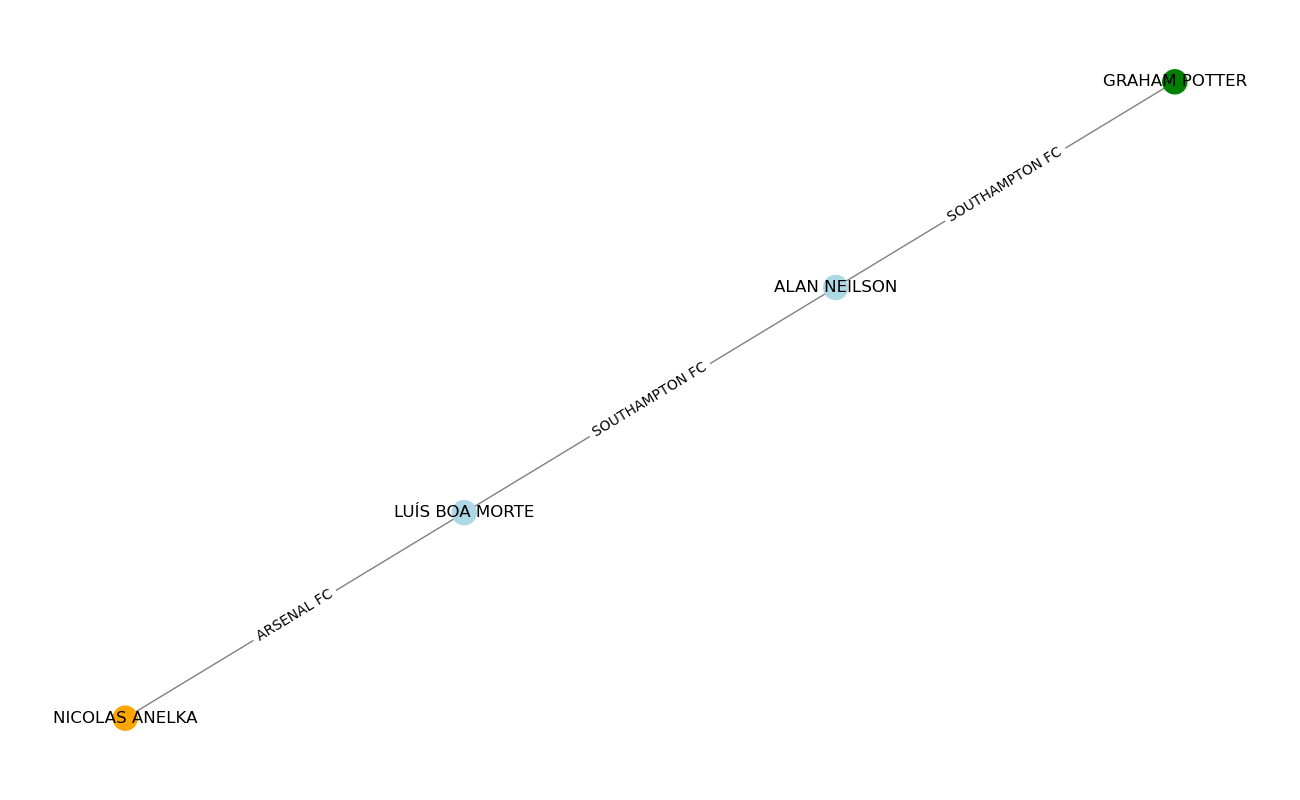 GRAHAM POTTER
SOUTHAMPTON FC
ALAN NEILSON
SOUTHAMPTON FC
LUÍS BOA MORTE
ARSENAL FC
NICOLAS ANELKA